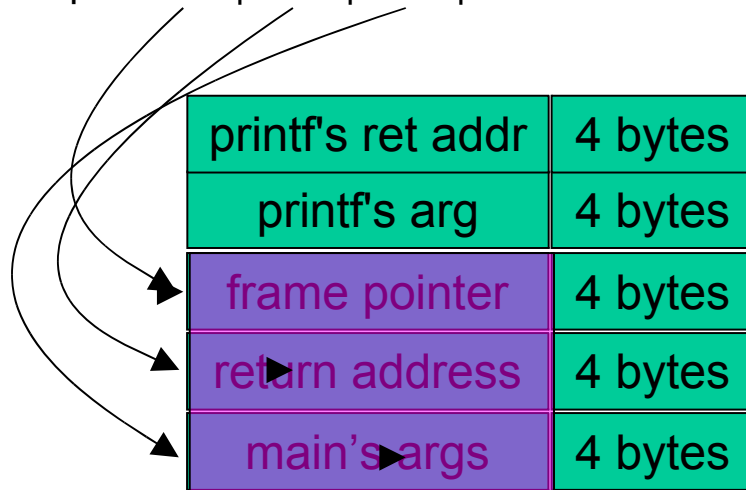 printf's ret addr 4 bytes
printf's arg 4 bytes
frame pointer 4 bytes
return address 4 bytes
main’s args 4 bytes